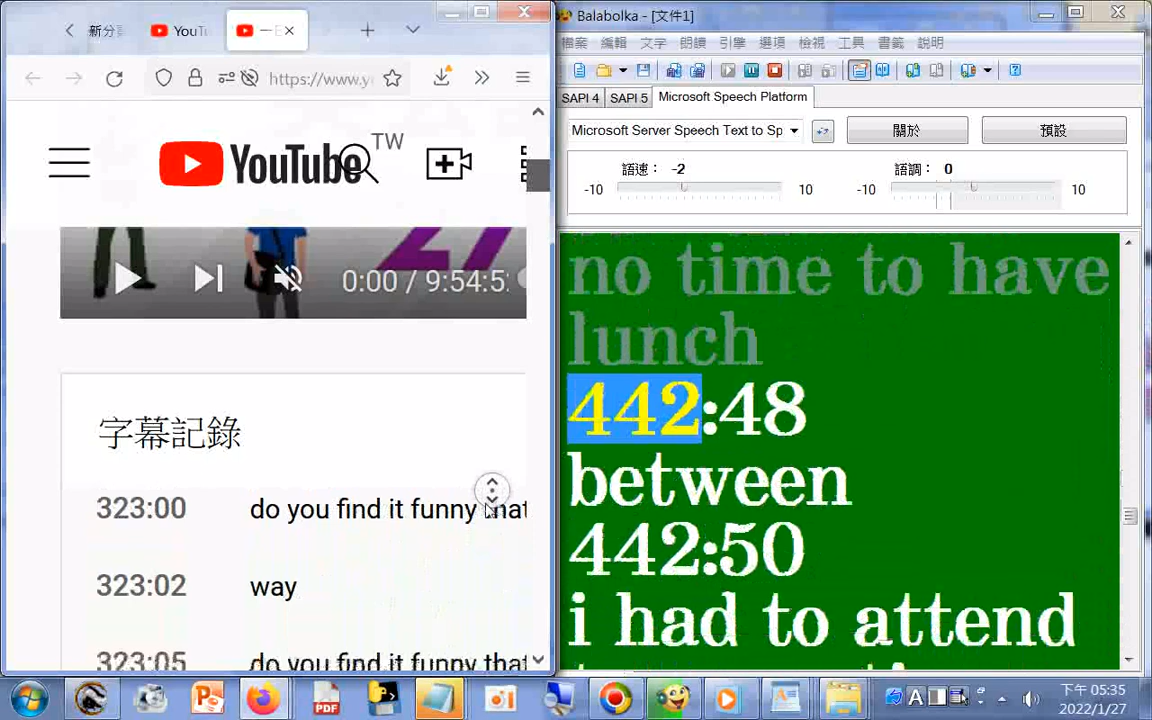 新分
YouTu
— E
https://www.y
YouTube
TW
27
0:00 / 9:54:5
字幕記錄
323:00 do you find it funny that
323:02 way
323:05 do you find it funny that
Balabolka - [文件1]
檔案 編輯 文字 朗讀 引擎 選項 檢視 工具 書籤 說明
SAPI 4 SAPI 5 Microsoft Speech Platform
Microsoft Server Speech Text to Sp 關於 預設
語速： -2 語調： 0
-10 10 -10 10
no time to have
lunch
442:48
between
442:50
i had to attend
PDF
A
下午 05:35
2022/1/27